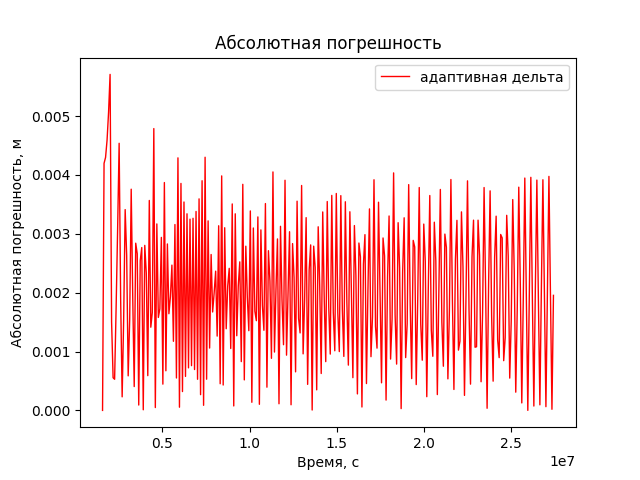 Абсолютная погрешность
адаптивная дельта
Абсолютная погрешность, м
0.005
0.004
0.003
0.002
0.001
0.000
0.5
1.0
1.5
2.0
2.5
Время, с
1e7